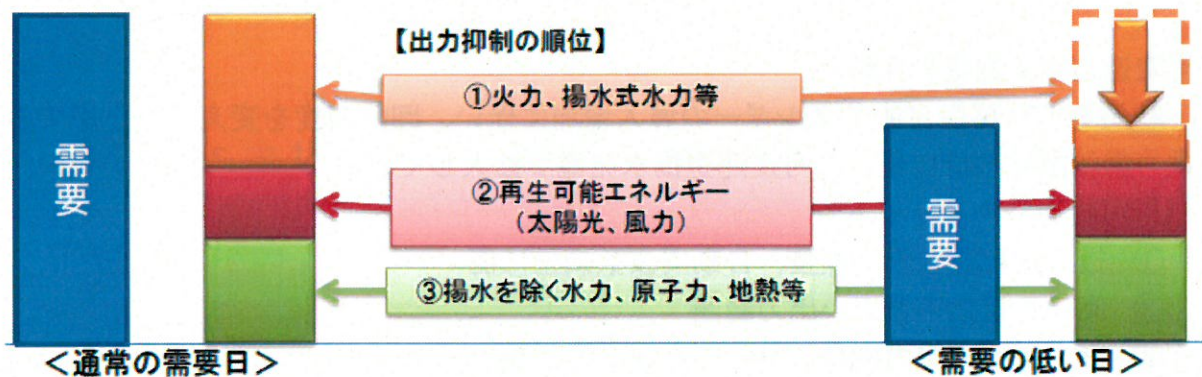 【出力抑制の順位】
①火力、揚水式水力等
需要
②再生可能エネルギー
(太陽光、風力)
需要
③揚水を除く水力、原子力、地熱等
<通常の需要日>
<需要の低い日>